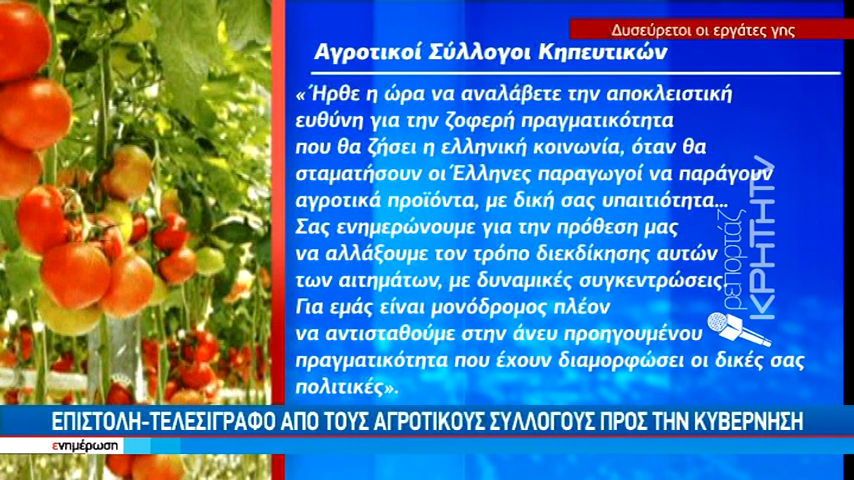 Δυσεύρετοι οι εργάτες γης
Αγροτικοί Σύλλογοι Κηπευτικών
« Ήρθε η ώρα να αναλάβετε την αποκλειστική
ευθύνη για την ζοφερή πραγματικότητα
που θα ζήσει η ελληνική κοινωνία, όταν θα
σταματήσουν οι Έλληνες παραγωγοί να παράγουν
αγροτικά προϊόντα, με δική σας υπαιτιότητα...
Σας ενημερώνουμε για την πρόθεση μας
να αλλάξουμε τον τρόπο διεκδίκησης αυτών
των αιτημάτων, με δυναμικές συγκεντρώσεις.
Για εμάς είναι μονόδρομος πλέον
να αντισταθούμε στην άνευ προηγουμένου
πραγματικότητα που έχουν διαμορφώσει οι δικές σας
πολιτικές».
ρεπορτάζ
ΚΡΗΤΗTV
ΕΠΙΣΤΟΛΗ-ΤΕΛΕΣΙΓΡΑΦΟ ΑΠΟ ΤΟΥΣ ΑΓΡΟΤΙΚΟΥΣ ΣΥΛΛΟΓΟΥΣ ΠΡΟΣ ΤΗΝ ΚΥΒΕΡΝΗΣΗ
ενημέρωση